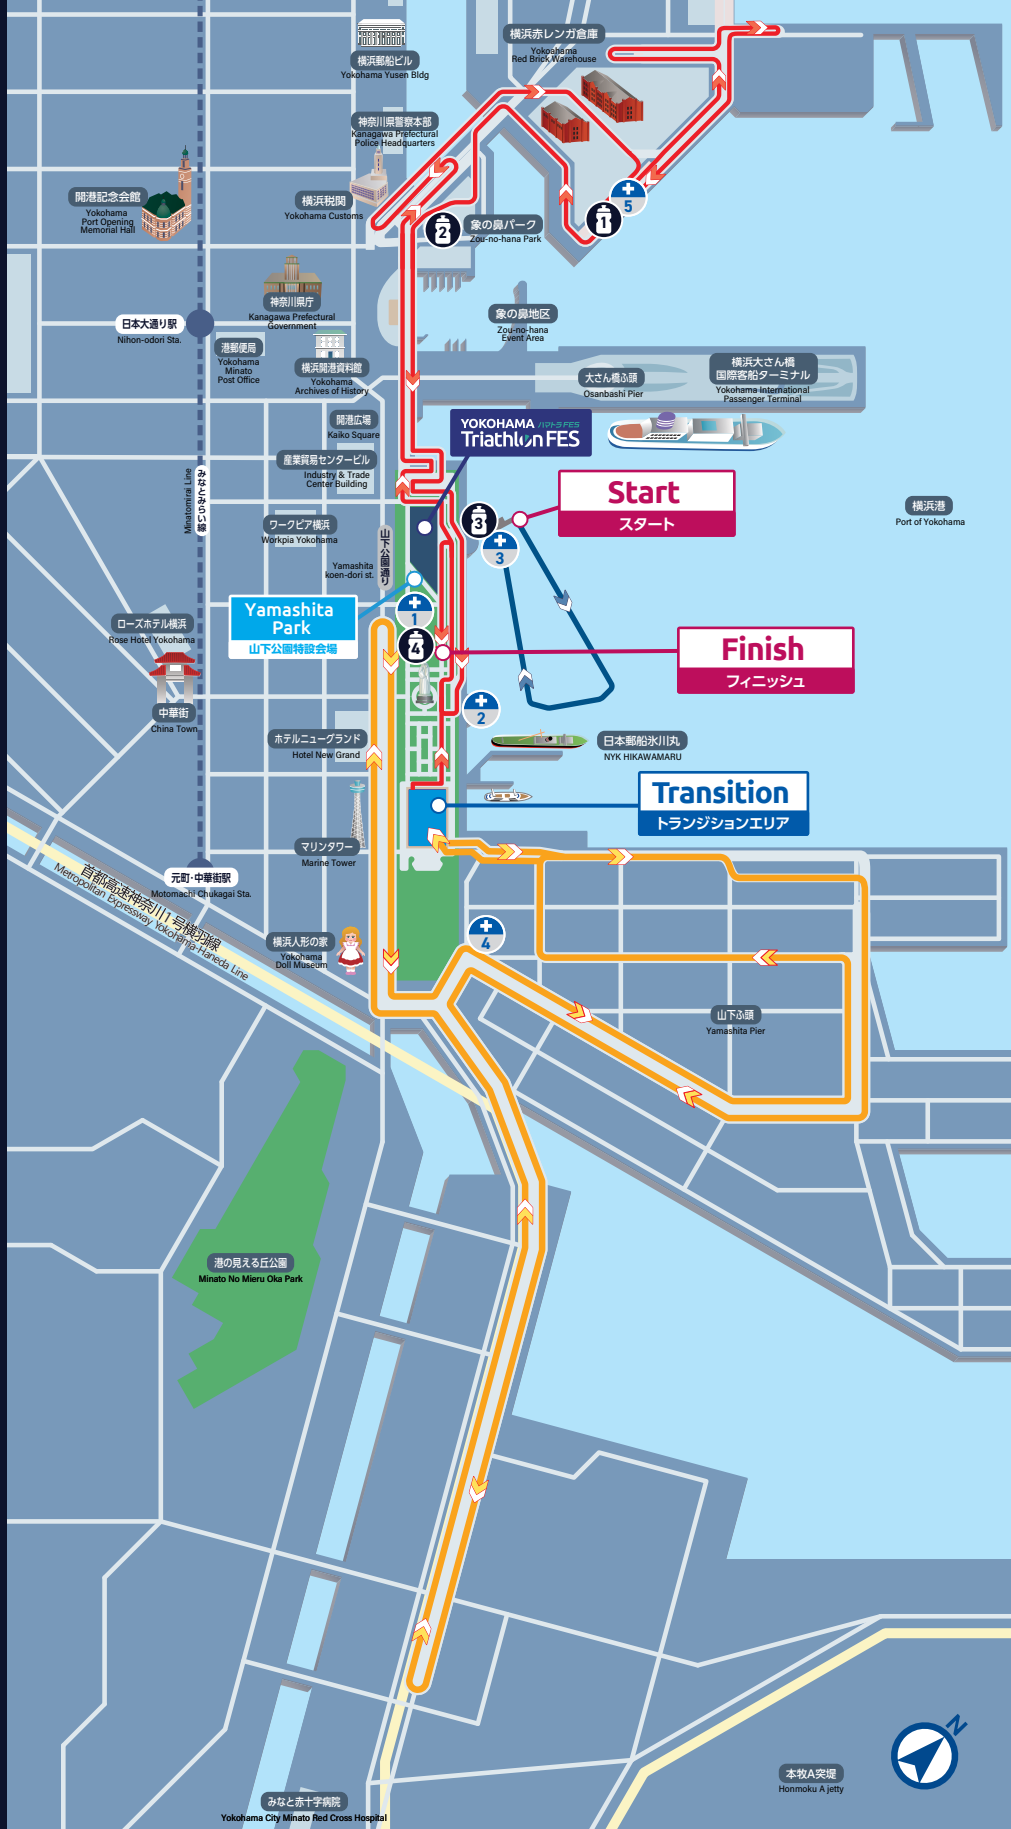 横浜郵船ビル
Yokohama Yusen Bldg
横浜赤レンガ倉庫
Yokohama
Red Brick Warehouse
神奈川県警察本部
Kanagawa Prefectural
Police Headquarters
開港記念会館
Yokohama
Port Opening
Memorial Hall
横浜税関
Yokohama Customs
5
1
2
象の鼻パーク
Zou-no-hana Park
神奈川県庁
Kanagawa Prefectural
Government
日本大通り駅
Nihon-odori Sta.
港郵便局
Yokohama
Minato
Post Office
横浜開港資料館
Yokohama
Archives of History
象の鼻地区
Zou-no-hana
Event Area
大さん橋ふ頭
Osanbashi Pier
横浜大さん橋
国際客船ターミナル
Yokohama International
Passenger Terminal
開港広場
Kaiko Square
YOKOHAMA ハマトラFES
Triathlon FES
産業貿易センタービル
Industry & Trade
Center Building
みなとみらい線
Minatomirai Line
Start
スタート
横浜港
Port of Yokohama
ワークピア横浜
Workpia Yokohama
3
3
山下公園通り
Yamashita
koen-dori st.
Yamashita
Park
山下公園特設会場
1
4
ローズホテル横浜
Rose Hotel Yokohama
Finish
フィニッシュ
中華街
China Town
2
ホテルニューグランド
Hotel New Grand
日本郵船氷川丸
NYK HIKAWAMARU
Transition
トランジションエリア
マリンタワー
Marine Tower
元町・中華街駅
Motomachi Chukagai Sta.
首都高速神奈川1号横羽線
Metropolitan Expressway Yokohama-Haneda Line
横浜人形の家
Yokohama
Doll Museum
4
山下ふ頭
Yamashita Pier
港の見える丘公園
Minato No Mieru Oka Park
N
本牧A突堤
Honmoku A jetty
みなと赤十字病院
Yokohama City Minato Red Cross Hospital